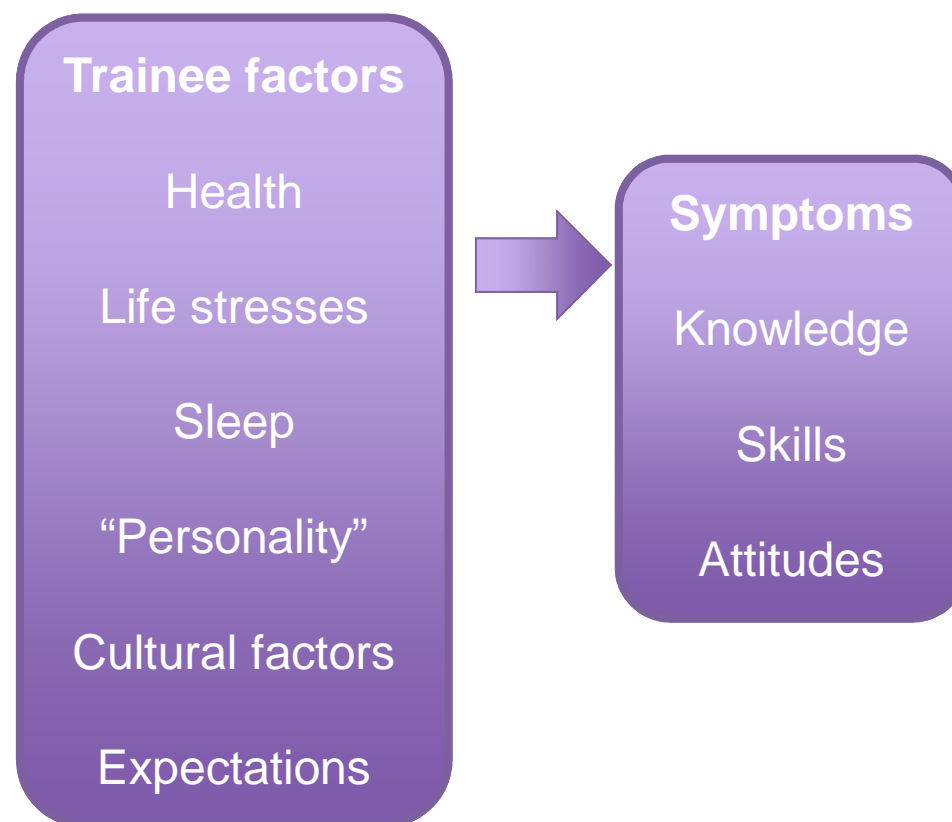 Trainee factors
Health
Life stresses
Sleep
“Personality”
Cultural factors
Expectations
Symptoms
Knowledge
Skills
Attitudes